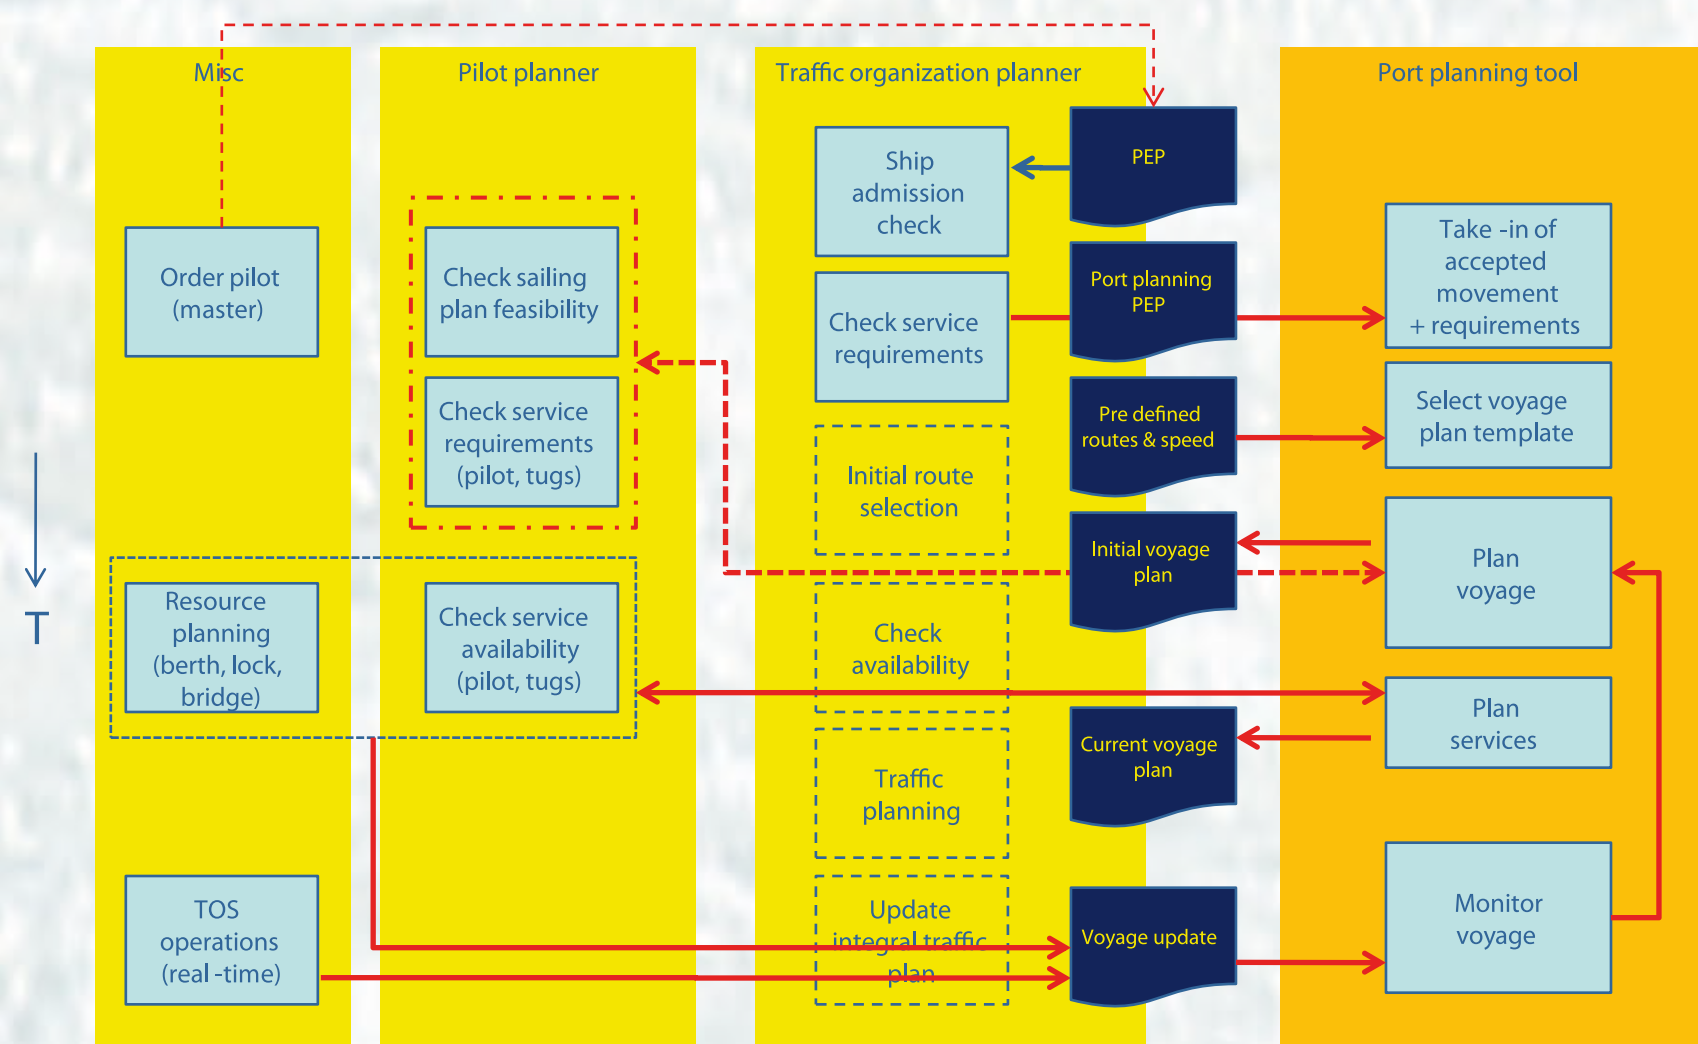 Misc
Pilot planner
Traffic organization planner
Port planning tool
PEP
Ship
admission
check
Order pilot
(master)
Check sailing
plan feasibility
Check service
requirements
Port planning
PEP
Take -in of
accepted
movement
+ requirements
Check service
requirements
(pilot, tugs)
Pre defined
routes & speed
Select voyage
plan template
Initial route
selection
Initial voyage
plan
Plan
voyage
T
Resource
planning
(berth, lock,
bridge)
Check service
availability
(pilot, tugs)
Check
availability
Plan
services
Current voyage
plan
Traffic
planning
TOS
operations
(real -time)
Update
integral traffic
plan
Voyage update
Monitor
voyage